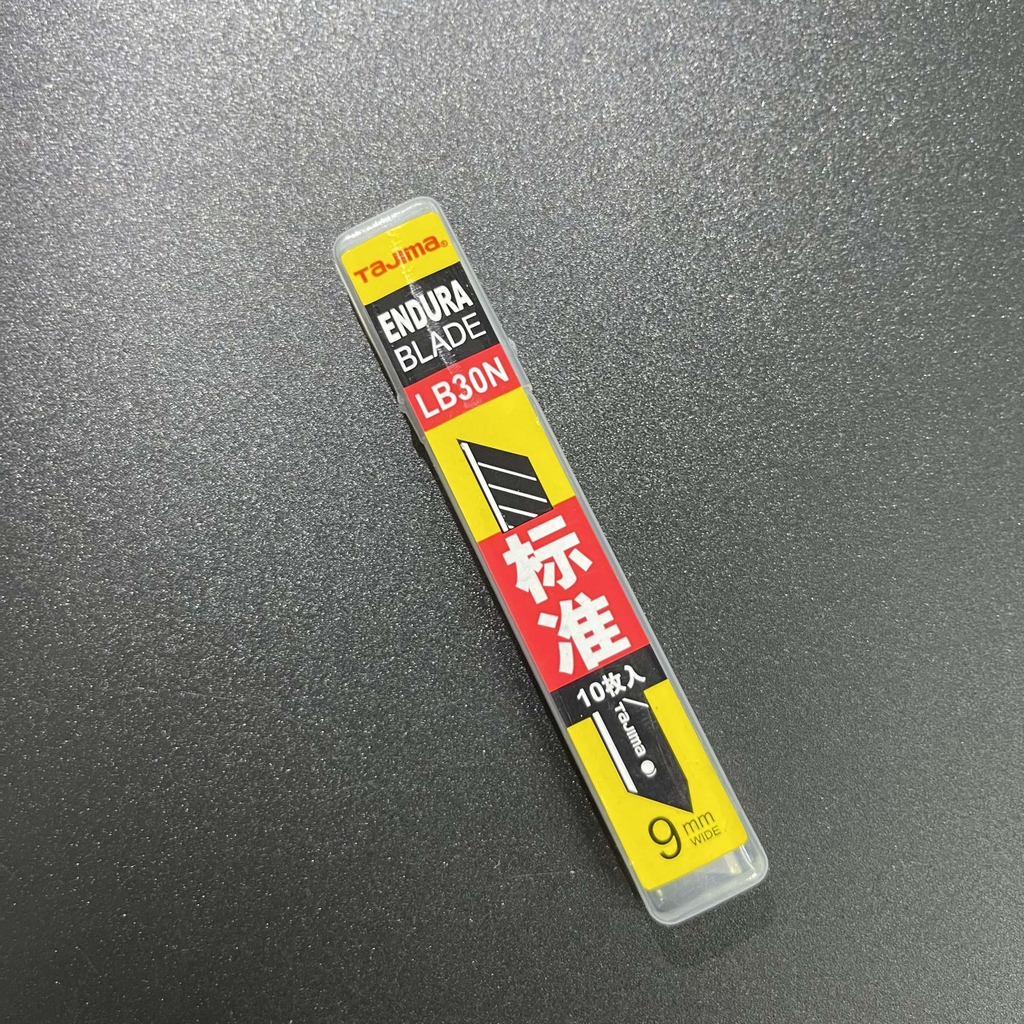 Tajima®
ENDURA
BLADE
LB30N
标
准
10枚入
Tajima
9mm
WIDE